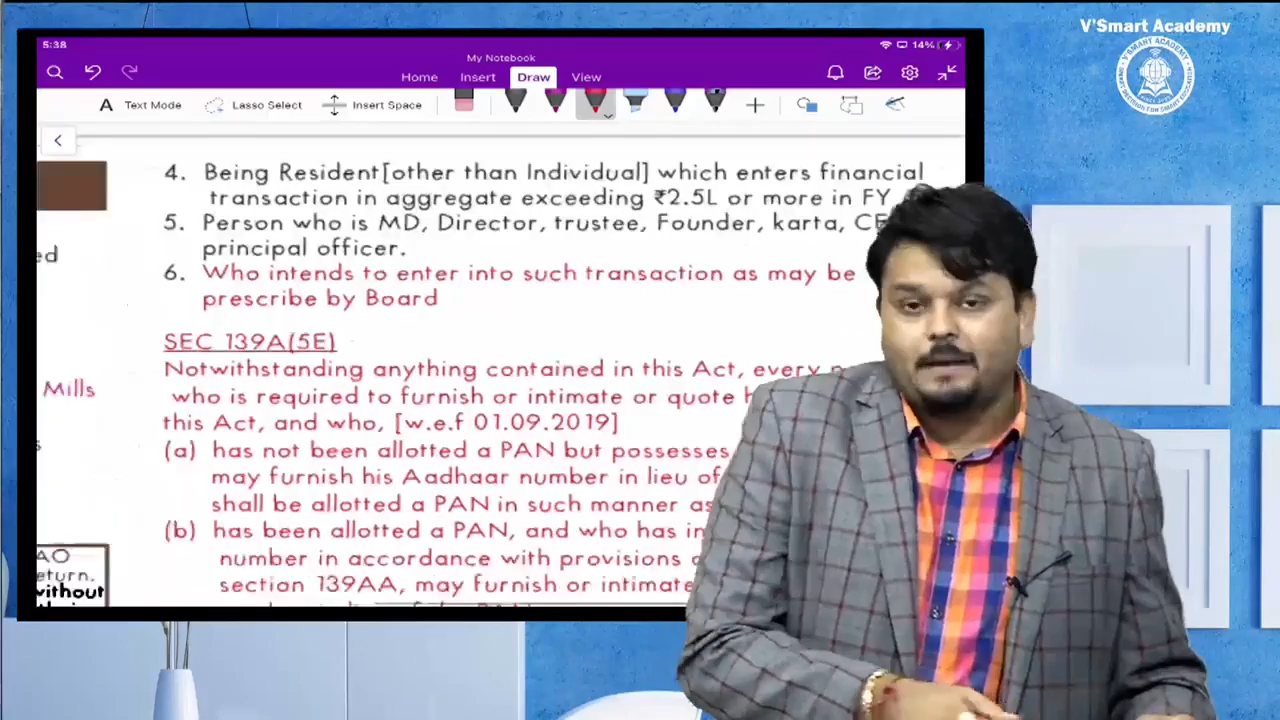 V'Smart Academy
5:38
14%
My Notebook
Home Insert Draw View
Text Mode Lasso Select Insert Space
4. Being Resident[other than Individual] which enters financial
transaction in aggregate exceeding ₹2.5L or more in FY
5. Person who is MD, Director, trustee, Founder, karta,
principal officer.
6. Who intends to enter into such transaction as may be
prescribe by Board
SEC 139A(5E)
Notwithstanding anything contained in this Act, every
who is required to furnish or intimate or quote
this Act, and who, [w.e.f 01.09.2019]
(a) has not been allotted a PAN but possesses
may furnish his Aadhaar number in lieu of
shall be allotted a PAN in such manner as
(b) has been allotted a PAN, and who has
number in accordance with provisions
section 139AA, may furnish or intimate
Mills
AO
eturn.
without